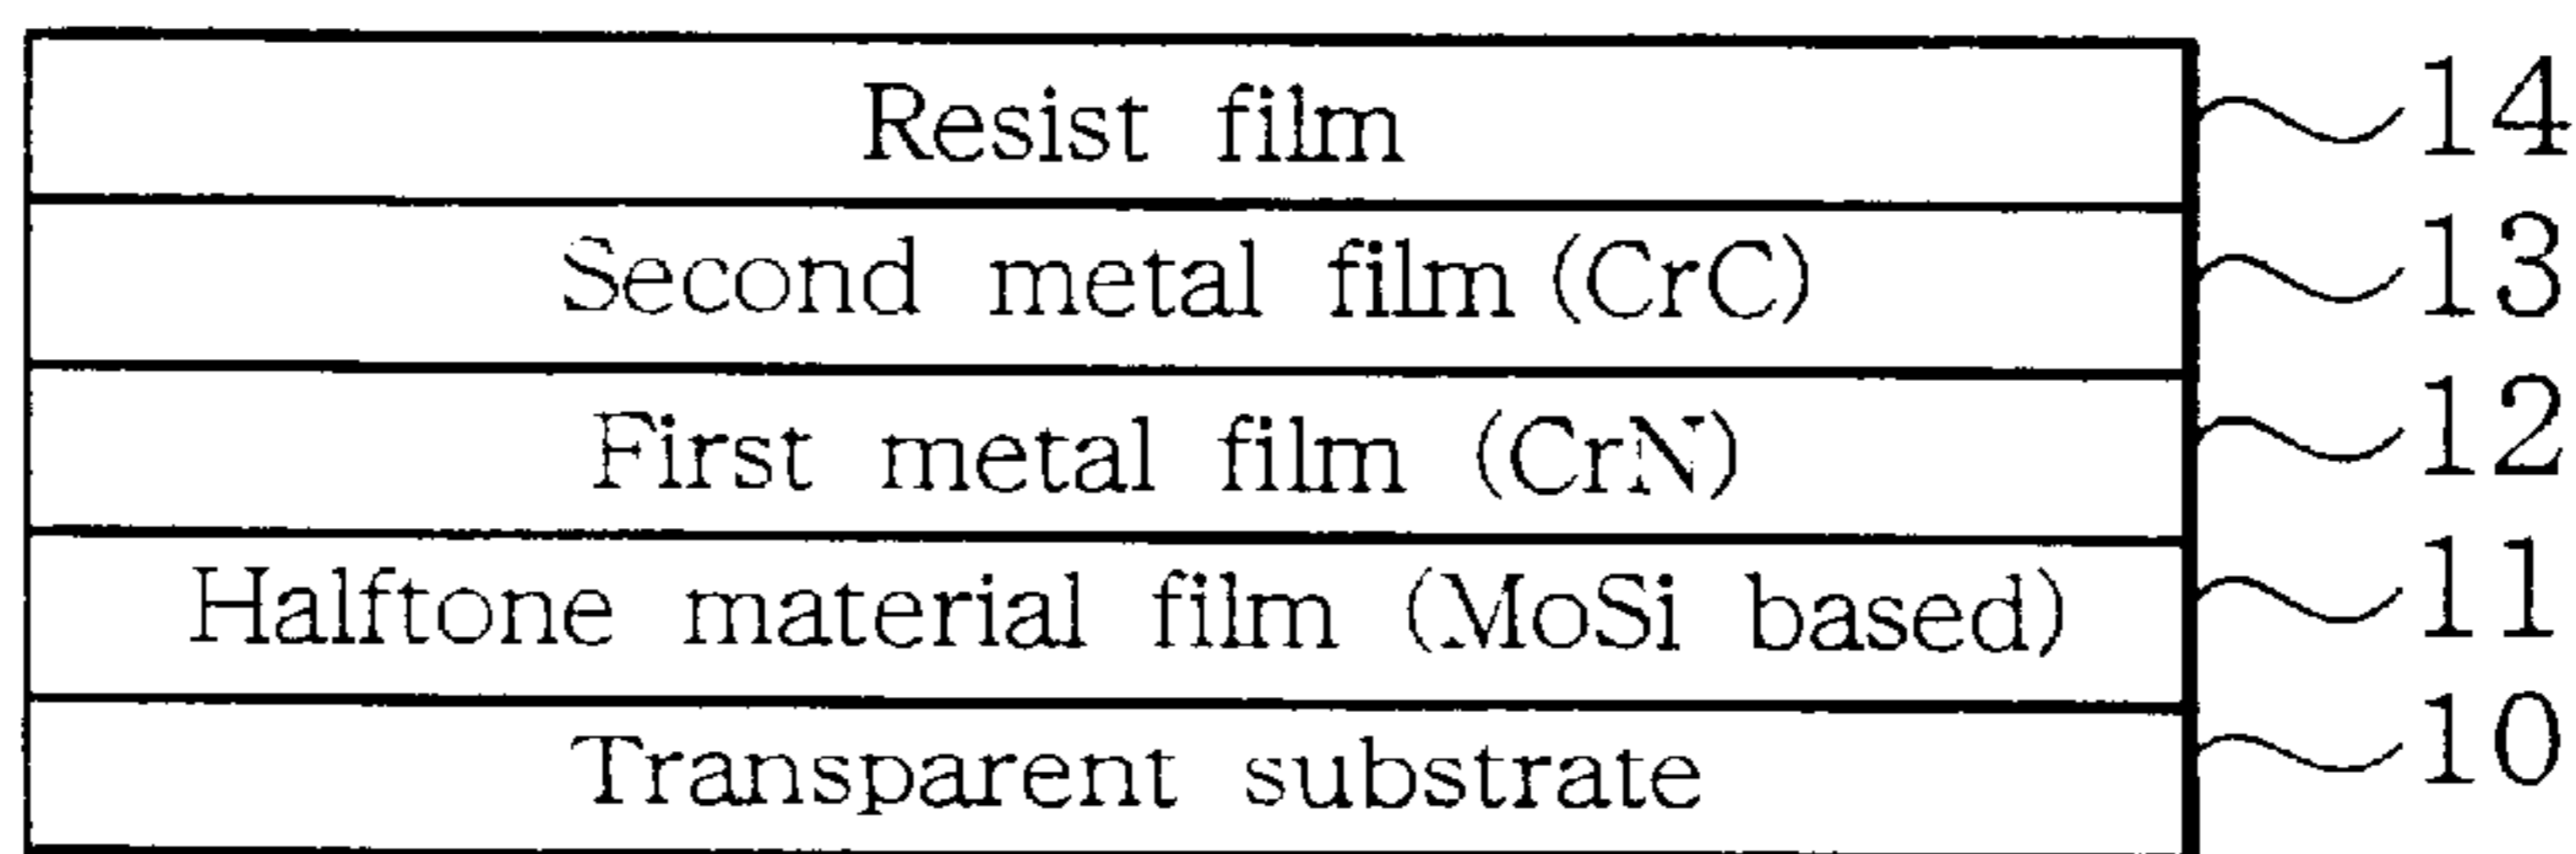 Resist film 14
Second metal film (CrC) 13
First metal film (CrN) 12
Halftone material film (MoSi based) 11
Transparent substrate 10